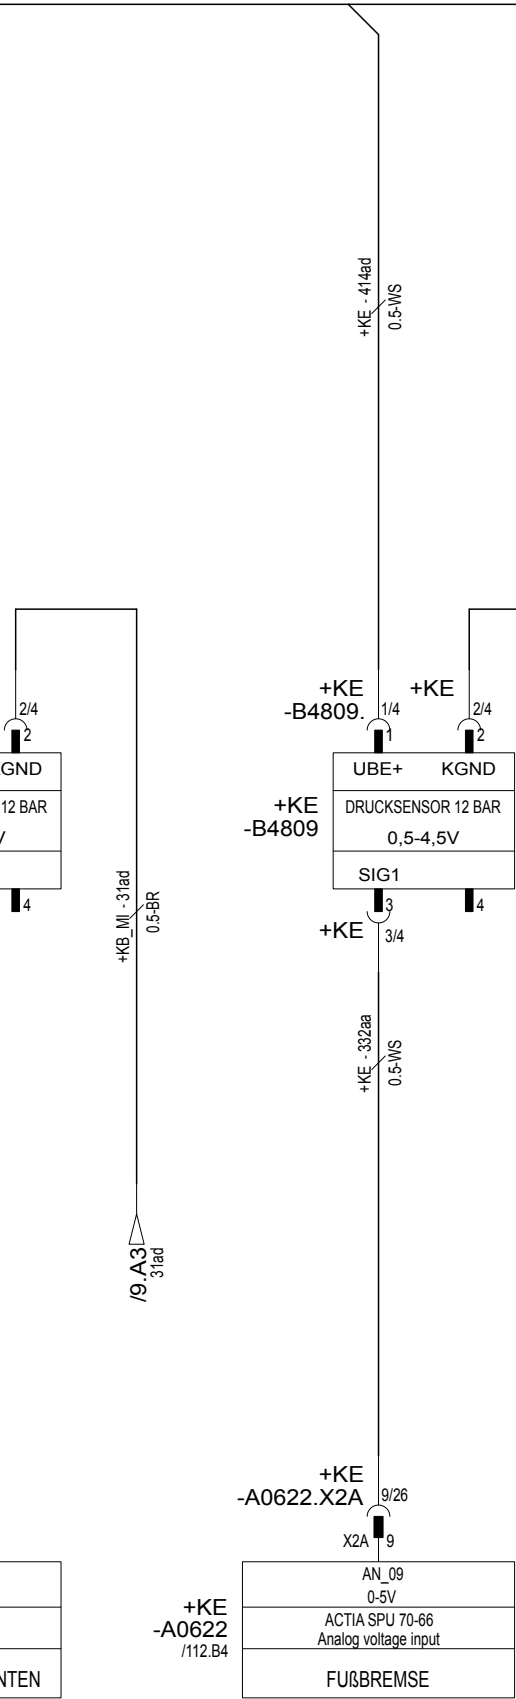 +KE - 414ad
0.5-WS
2/4
2
GND
12 BAR
V
4
+KB_MI - 31ad
0.5-BR
/9.A3
31ad
+KE
-B4809.
1/4
1
+KE
2/4
2
UBE+
KGND
+KE
-B4809
DRUCKSENSOR 12 BAR
0,5-4,5V
SIG1
3
4
+KE
3/4
+KE - 332aa
0.5-WS
+KE
-A0622.X2A
9/26
X2A
9
AN_09
0-5V
+KE
-A0622
/112.B4
ACTIA SPU 70-66
Analog voltage input
NTEN
FUßBREMSE